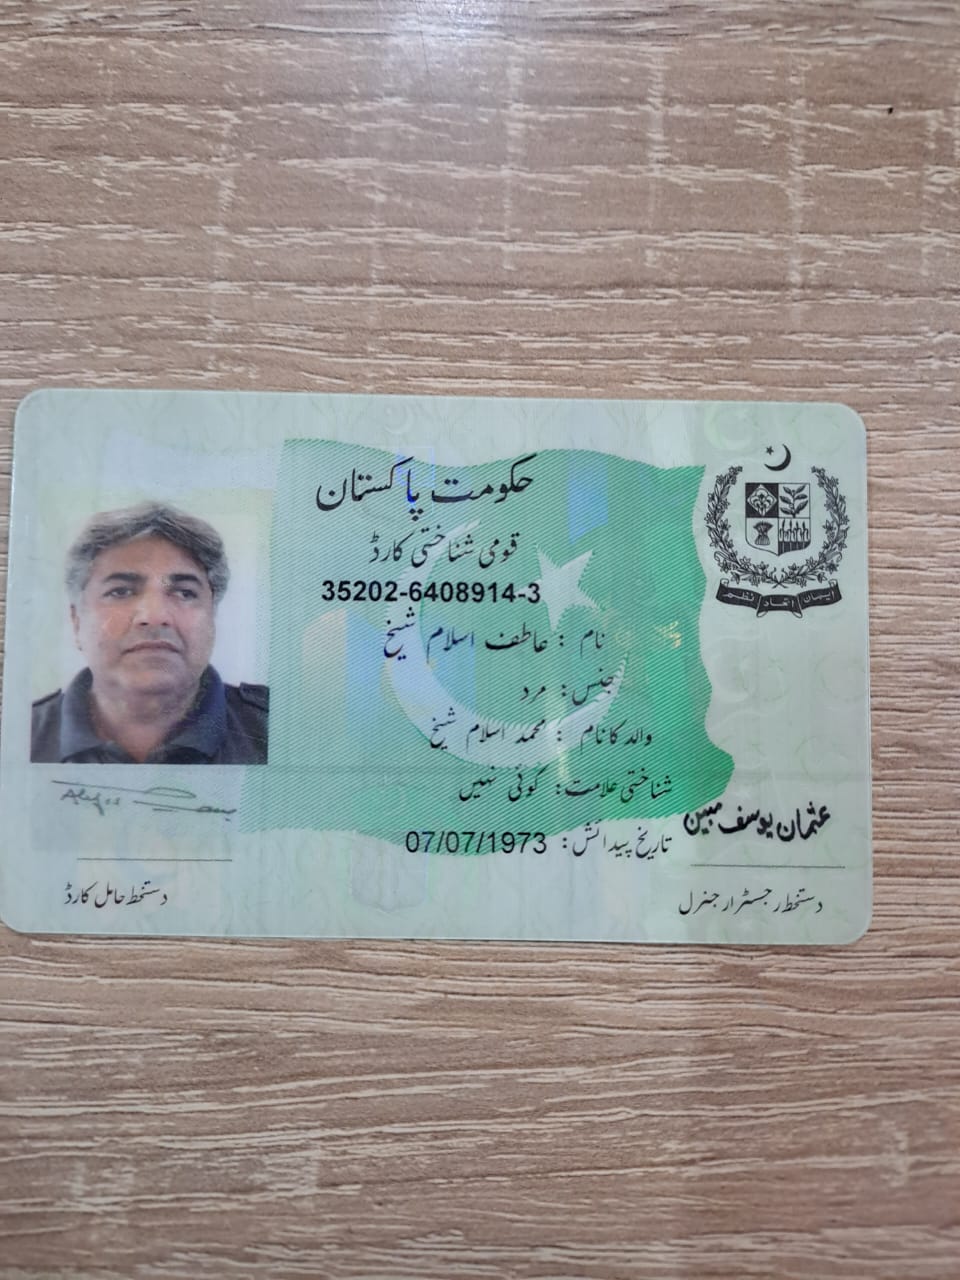 حکومت پاکستان
قومی شناختی کارڈ
35202-6408914-3
نام : عاطف اسلام شیخ
جنس: مرد
والد کا نام : محمد اسلام شیخ
شناختی علامت: کوئی نہیں
تاریخ پیدائش: 07/07/1973
ایمان اتحاد نظم
عثمان یوسف مبین
دستخط رجسٹرار جنرل
دستخط حامل کارڈ